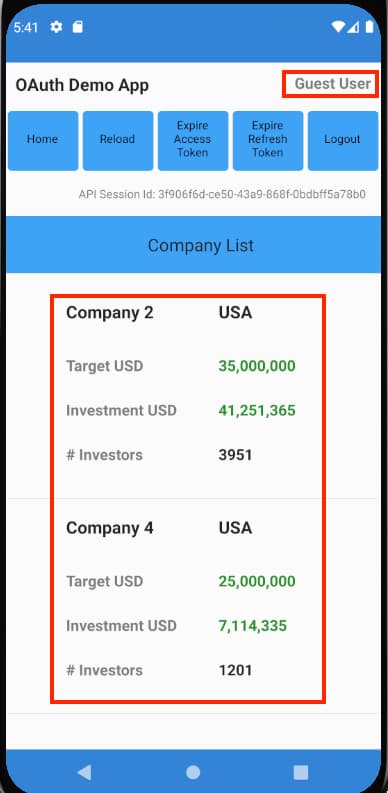 5:41
OAuth Demo App
Guest User
Home
Reload
Expire
Access
Token
Expire
Refresh
Token
Logout
API Session Id: 3f906f6d-ce50-43a9-868f-0bdbff5a78b0
Company List
Company 2 USA
Target USD 35,000,000
Investment USD 41,251,365
# Investors 3951
Company 4 USA
Target USD 25,000,000
Investment USD 7,114,335
# Investors 1201